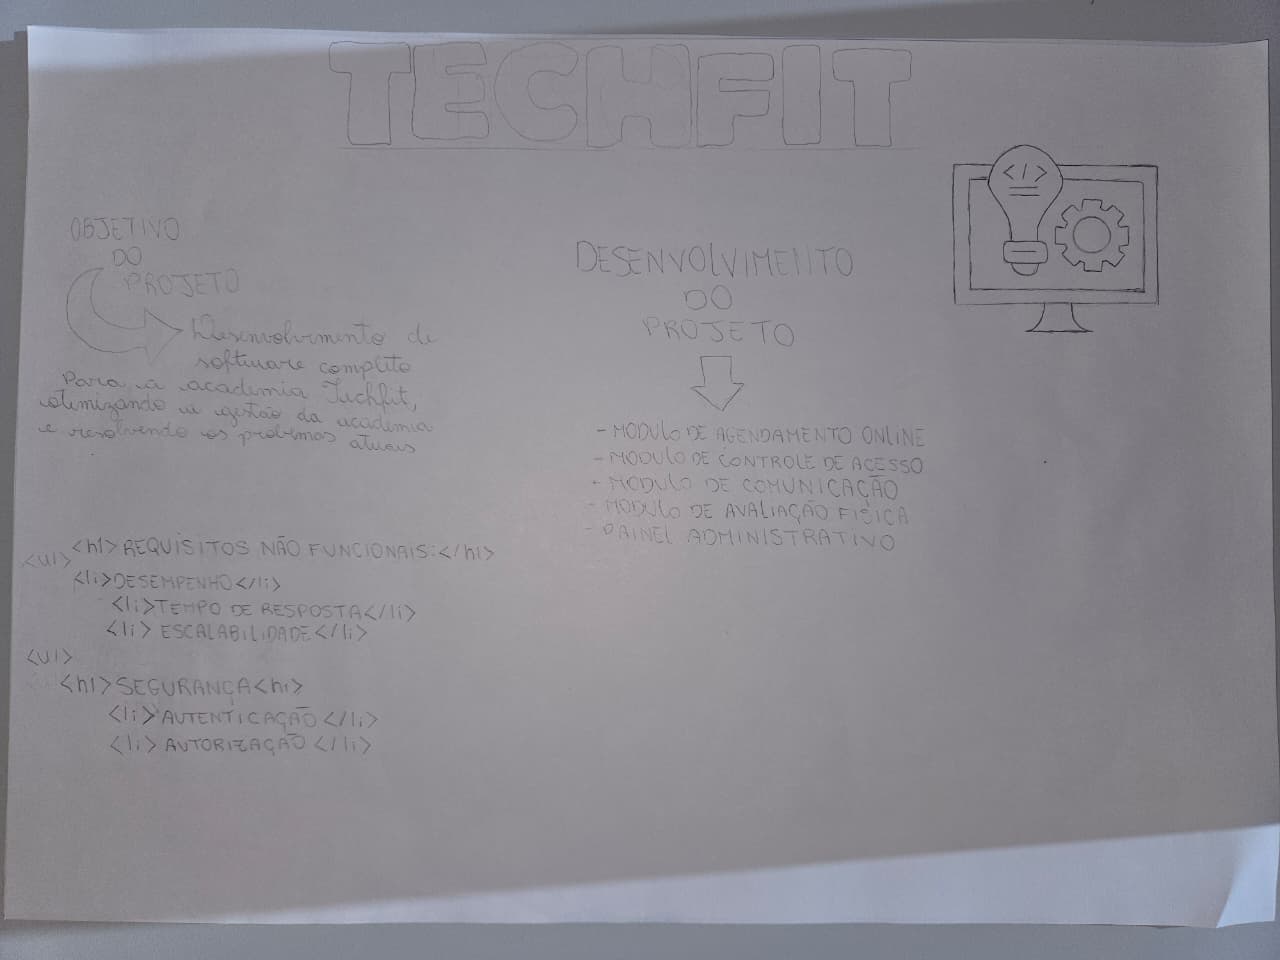 TECHFIT
</>
OBJETIVO
DO
PROJETO
Desenvolvimento de
software completo
Para a academia Techfit,
otimizando a gestão da academia
e resolvendo os problemas atuais
DESENVOLVIMENTO
DO
PROJETO
- MODULO DE AGENDAMENTO ONLINE
- MODULO DE CONTROLE DE ACESSO
- MODULO DE COMUNICAÇÃO
- MODULO DE AVALIAÇÃO FISICA
- PAINEL ADMINISTRATIVO
<h1>REQUISITOS NÃO FUNCIONAIS:</h1>
<ul>
<li>DESEMPENHO</li>
<li>TEMPO DE RESPOSTA</li>
<li> ESCALABILIDADE</li>
<ul>
<h1>SEGURANÇA<h1>
<li> AUTENTICAÇÃO </li>
<li> AUTORIZAÇÃO </li>